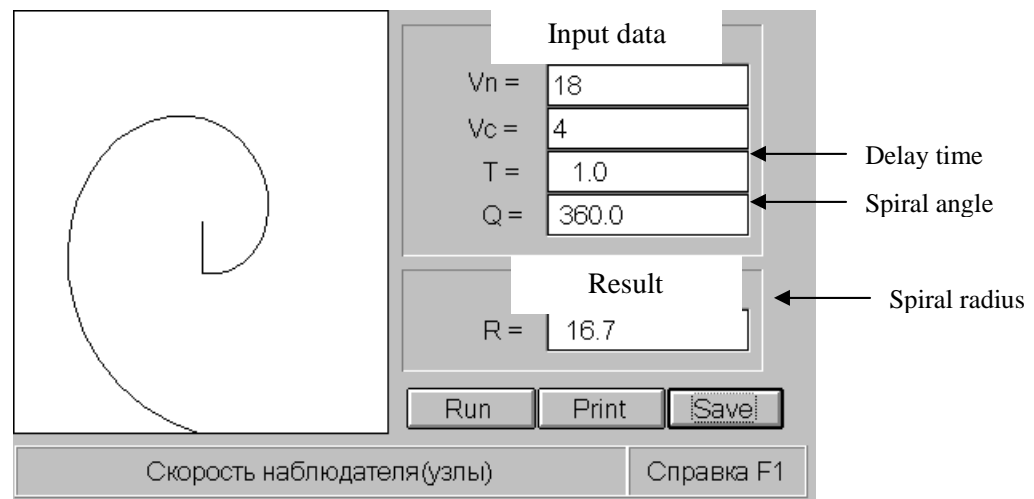 Input data
Vn = 18
Vc = 4
T = 1.0
Q = 360.0
Delay time
Spiral angle
Result
R = 16.7
Spiral radius
Run Print Save
Скорость наблюдателя(узлы) Справка F1